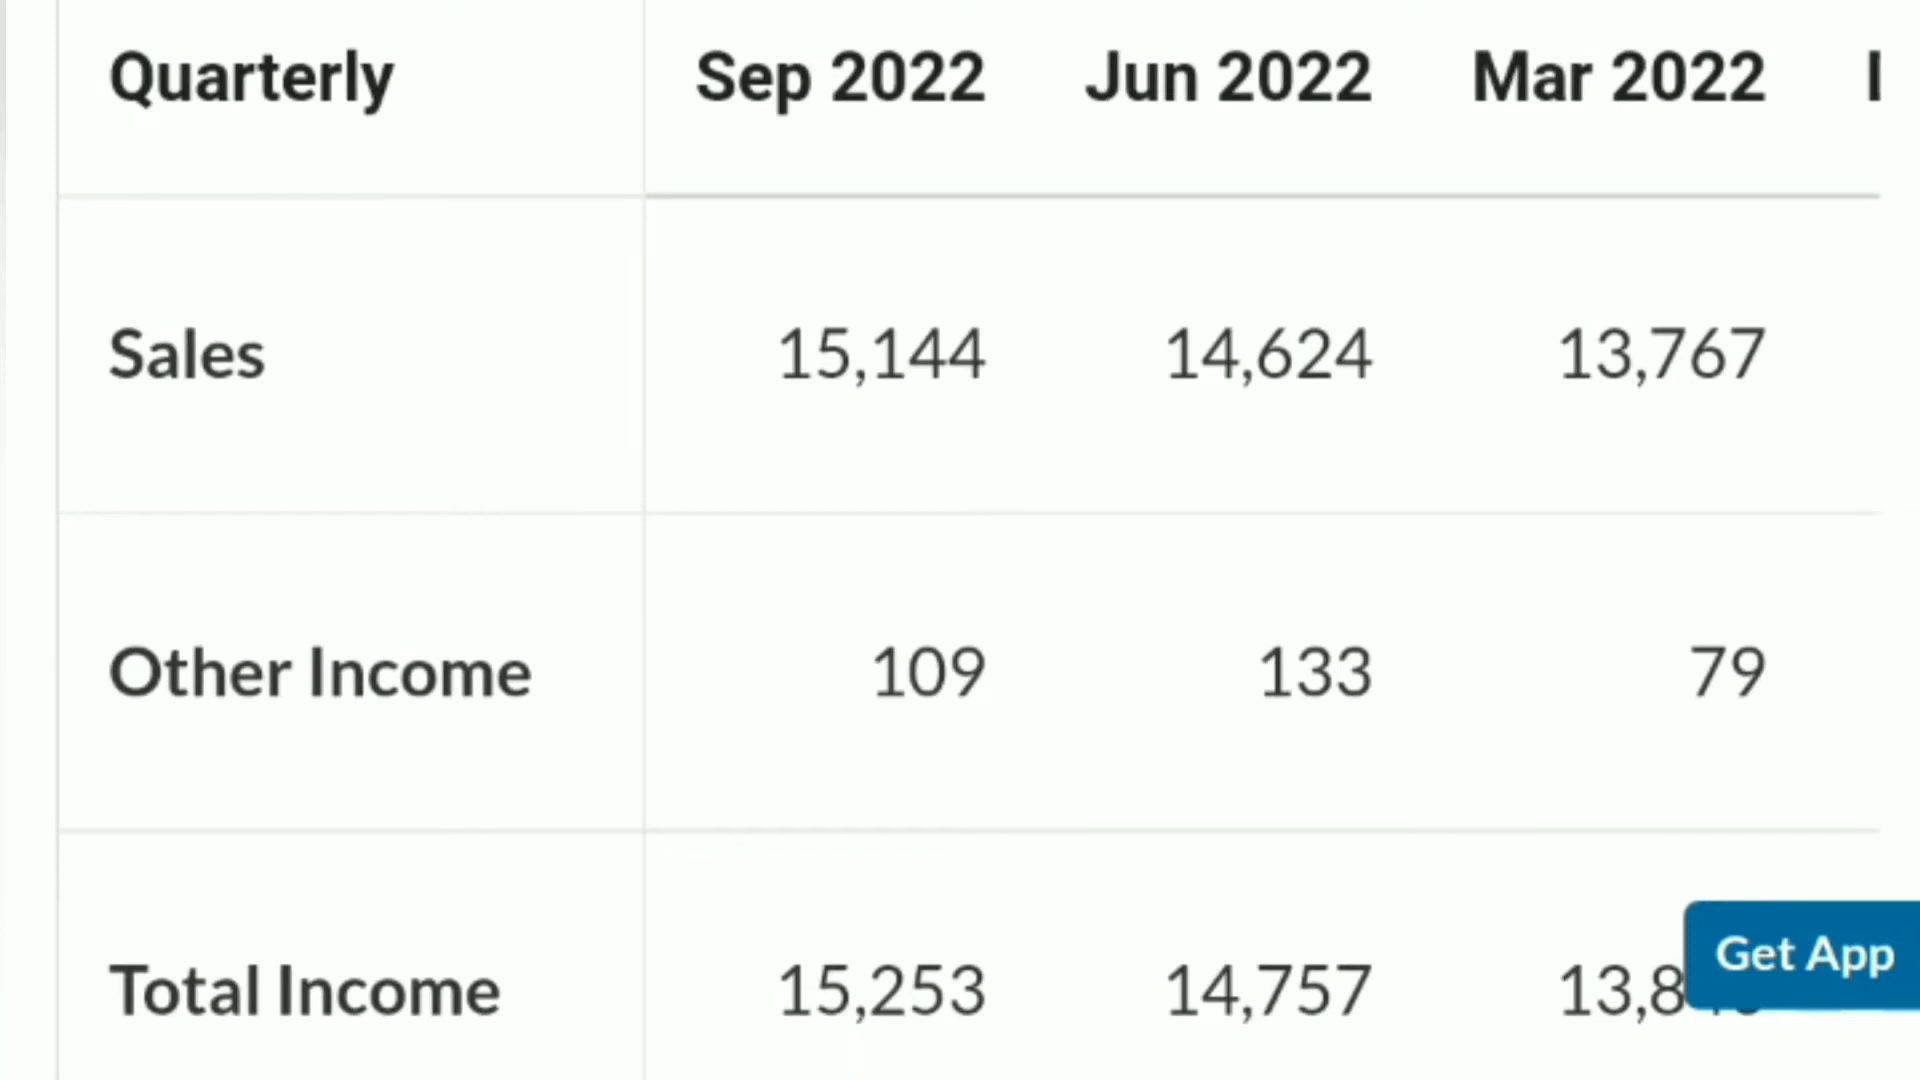 Quarterly Sep 2022 Jun 2022 Mar 2022
Sales 15,144 14,624 13,767
Other Income 109 133 79
Total Income 15,253 14,757
Get App